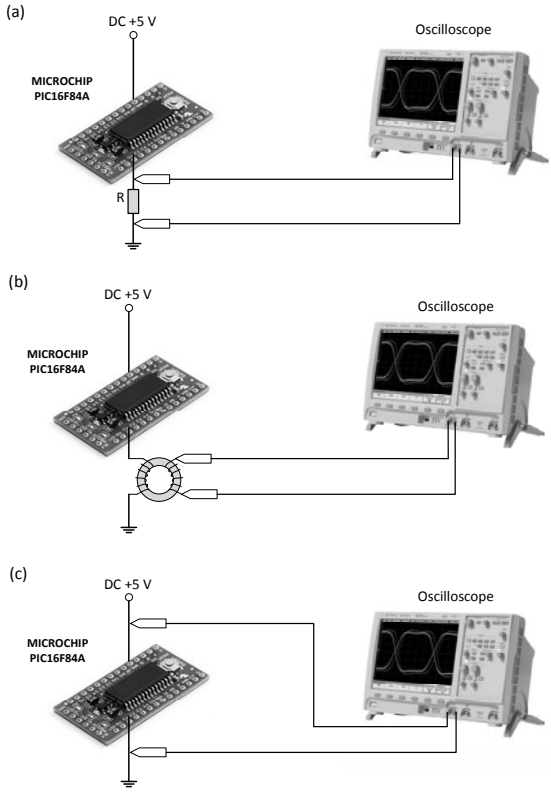 (a)
DC +5 V
Oscilloscope
MICROCHIP
PIC16F84A
R
(b)
DC +5 V
Oscilloscope
MICROCHIP
PIC16F84A
(c)
DC +5 V
Oscilloscope
MICROCHIP
PIC16F84A